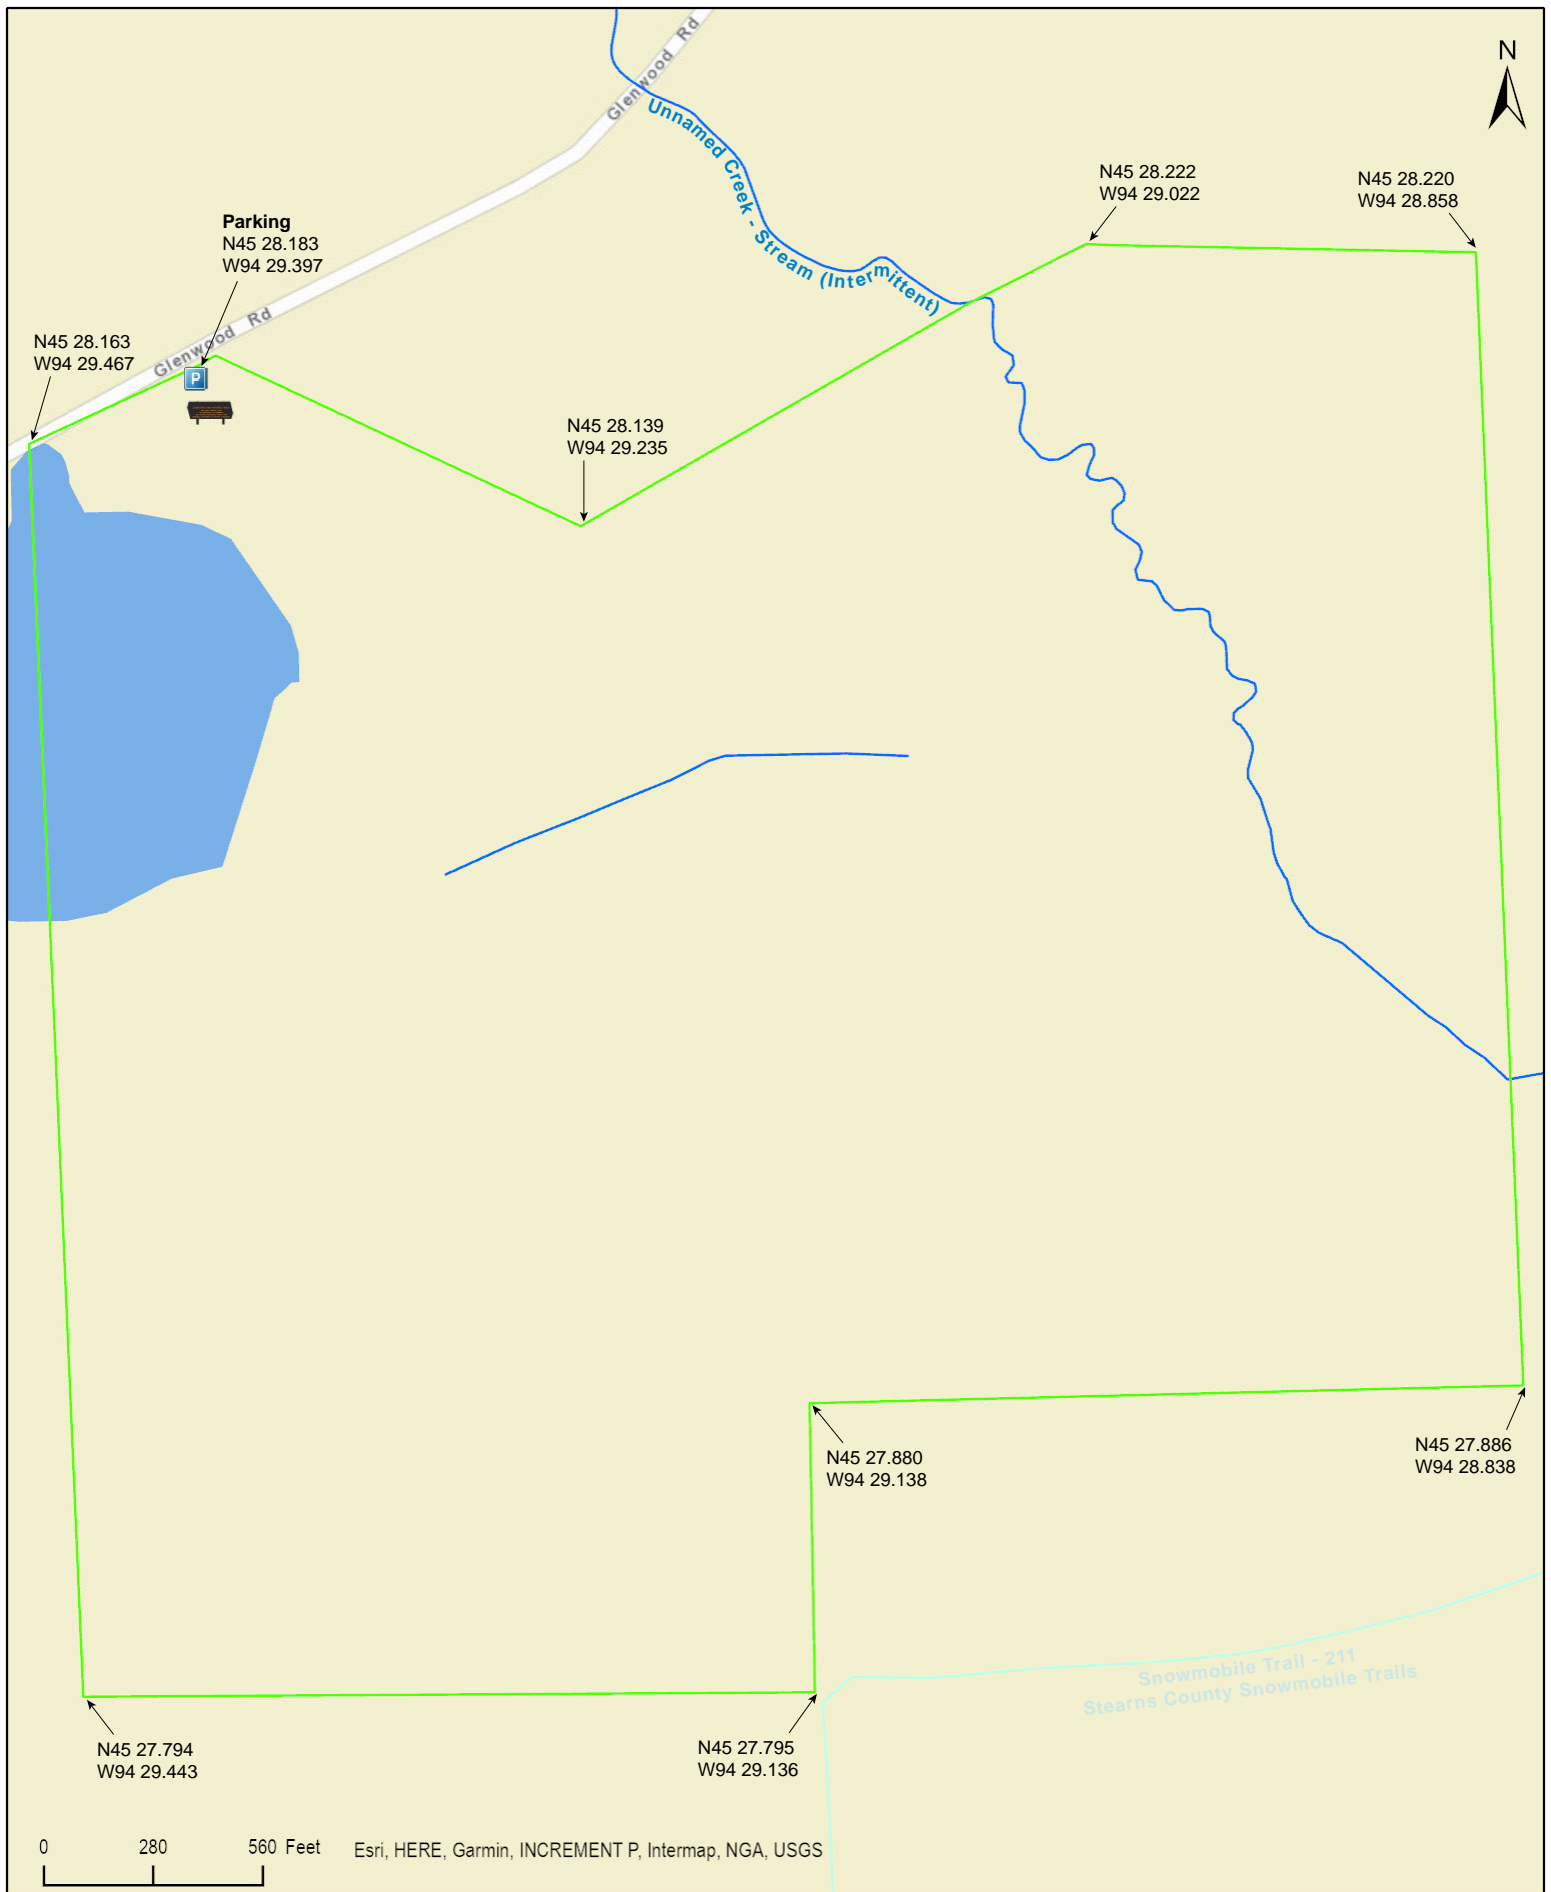 Glenwood Rd
N
Unnamed Creek - Stream (Intermittent)
N45 28.222
W94 29.022
N45 28.220
W94 28.858
Parking
N45 28.183
W94 29.397
Glenwood Rd
N45 28.163
W94 29.467
P
N45 28.139
W94 29.235
N45 27.880
W94 29.138
N45 27.886
W94 28.838
Snowmobile Trail - 211
Stearns County Snowmobile Trails
N45 27.794
W94 29.443
N45 27.795
W94 29.136
0 280 560 Feet
Esri, HERE, Garmin, INCREMENT P, Intermap, NGA, USGS